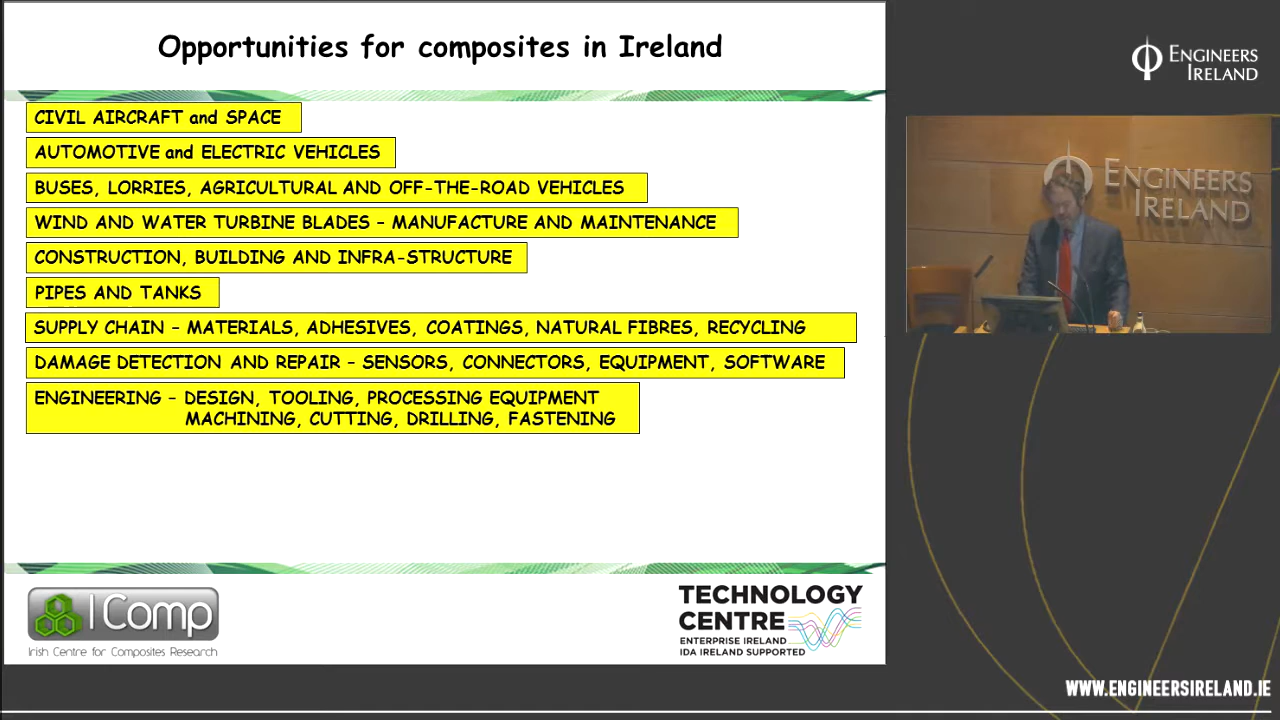 Opportunities for composites in Ireland
CIVIL AIRCRAFT and SPACE
AUTOMOTIVE and ELECTRIC VEHICLES
BUSES, LORRIES, AGRICULTURAL AND OFF-THE-ROAD VEHICLES
WIND AND WATER TURBINE BLADES - MANUFACTURE AND MAINTENANCE
CONSTRUCTION, BUILDING AND INFRA-STRUCTURE
PIPES AND TANKS
SUPPLY CHAIN - MATERIALS, ADHESIVES, COATINGS, NATURAL FIBRES, RECYCLING
DAMAGE DETECTION AND REPAIR - SENSORS, CONNECTORS, EQUIPMENT, SOFTWARE
ENGINEERING - DESIGN, TOOLING, PROCESSING EQUIPMENT
MACHINING, CUTTING, DRILLING, FASTENING
I Comp
Irish Centre for Composites Research
TECHNOLOGY
CENTRE
ENTERPRISE IRELAND
IDA IRELAND SUPPORTED
ENGINEERS
IRELAND
ENGINEERS
IRELAND
WWW.ENGINEERSIRELAND.IE